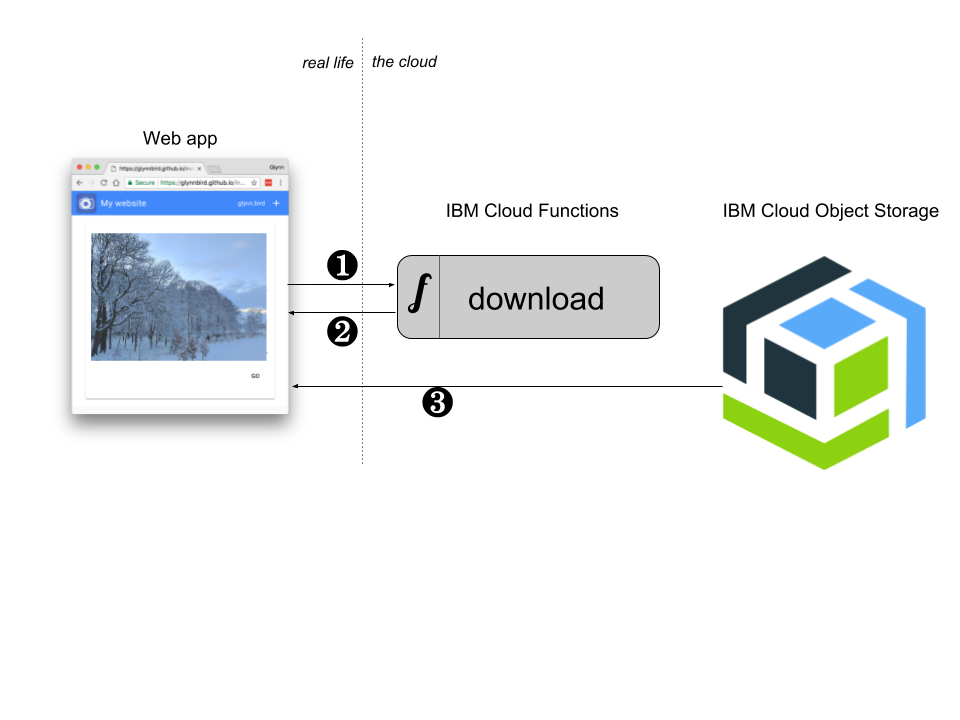 real life
the cloud
Web app
https://glynnbird.github.io/in
Glynn
Secure
https://glynnbird.github.io/in...
My website
glynn.bird
GO
IBM Cloud Functions
IBM Cloud Object Storage
❶
f
download
❷
❸